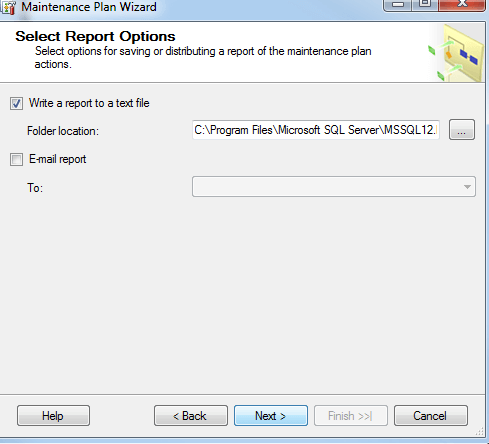 Maintenance Plan Wizard
Select Report Options
Select options for saving or distributing a report of the maintenance plan
actions.
Write a report to a text file
Folder location:
C:\Program Files\Microsoft SQL Server\MSSQL12.
...
E-mail report
To:
Help
< Back
Next >
Finish >>|
Cancel